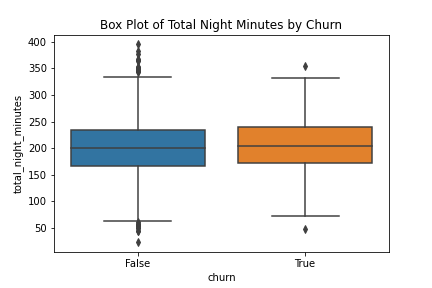 Box Plot of Total Night Minutes by Churn
400
350
300
250
200
150
100
50
total_night_minutes
False
True
churn